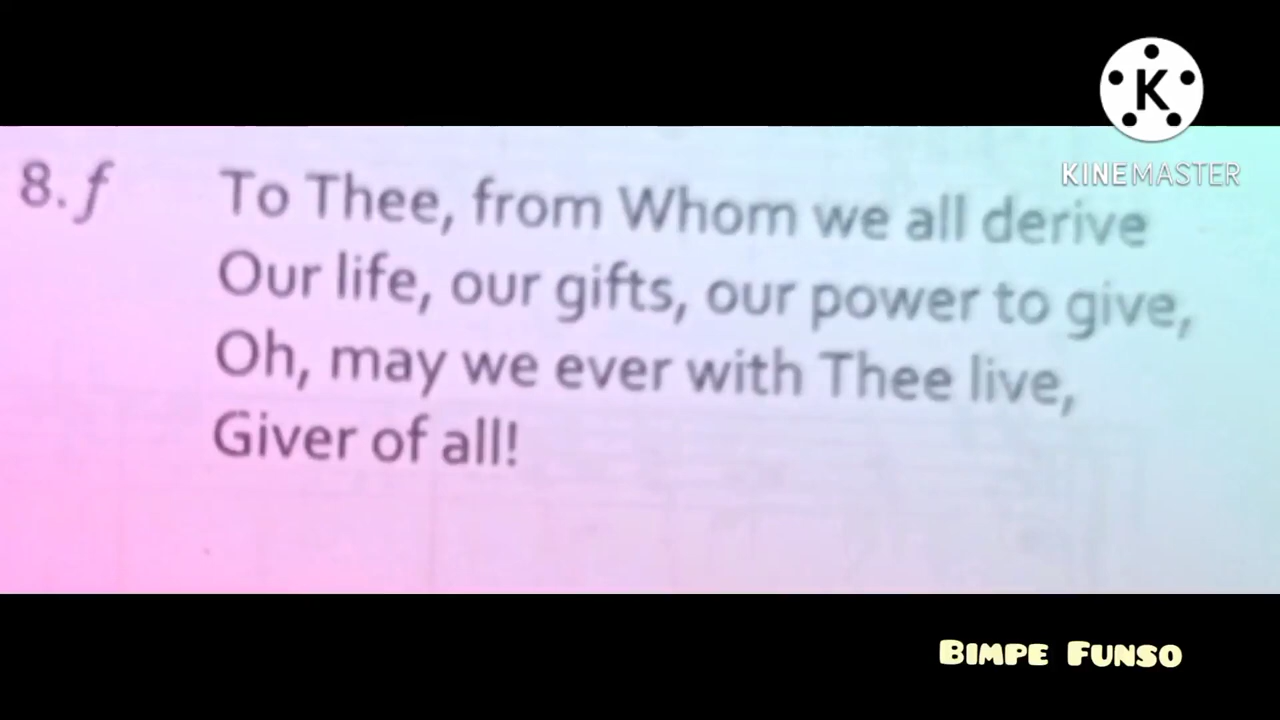 K
KINEMASTER
8. f To Thee, from Whom we all derive
Our life, our gifts, our power to give,
Oh, may we ever with Thee live,
Giver of all!
BIMPE FUNSO